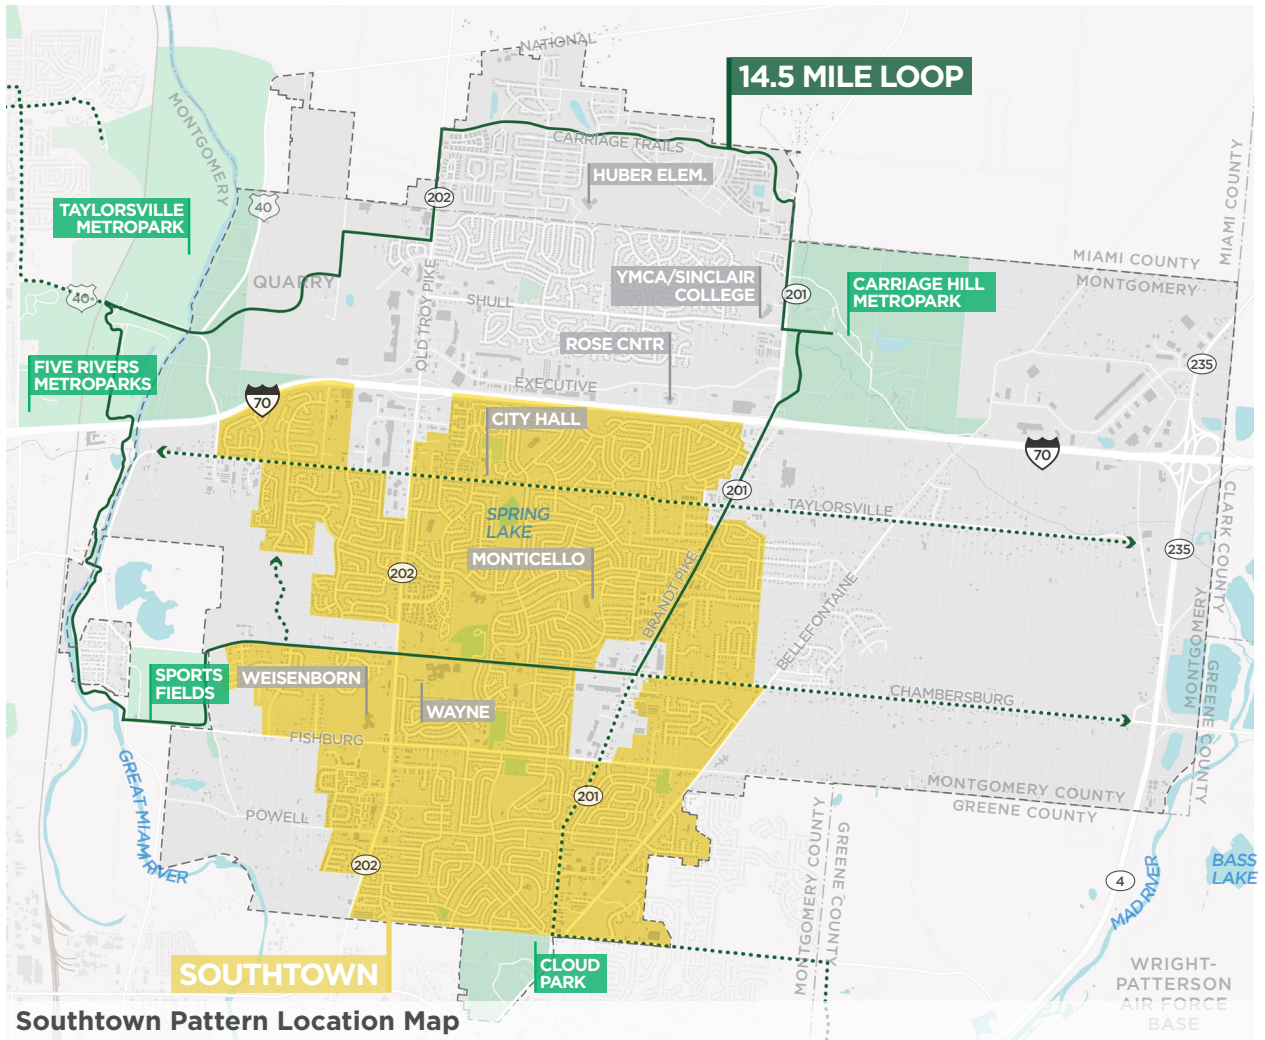 NATIONAL
14.5 MILE LOOP
MONTGOMERY
CARRIAGE TRAILS
HUBER ELEM.
202
40
TAYLORSVILLE
METROPARK
MIAMI COUNTY
MIAMI COUNTY
MONTGOMERY
QUARRY
YMCA/SINCLAIR
COLLEGE
201
CARRIAGE HILL
METROPARK
40
SHULL
OLD TROY PIKE
ROSE CNTR
235
FIVE RIVERS
METROPARKS
EXECUTIVE
70
CITY HALL
70
201
TAYLORSVILLE
SPRING
LAKE
CLARK COUNTY
235
MONTICELLO
202
BRANDT PIKE
BELLEFONTAINE
MONTGOMERY
GREENE COUNTY
SPORTS
FIELDS
WEISENBORN
WAYNE
CHAMBERSBURG
FISHBURG
GREAT MIAMI RIVER
201
MONTGOMERY COUNTY
GREENE COUNTY
POWELL
MONTGOMERY COUNTY
GREENE COUNTY
202
4
MAD RIVER
BASS
LAKE
SOUTHTOWN
CLOUD
PARK
WRIGHT-
PATTERSON
AIR FORCE
BASE
Southtown Pattern Location Map